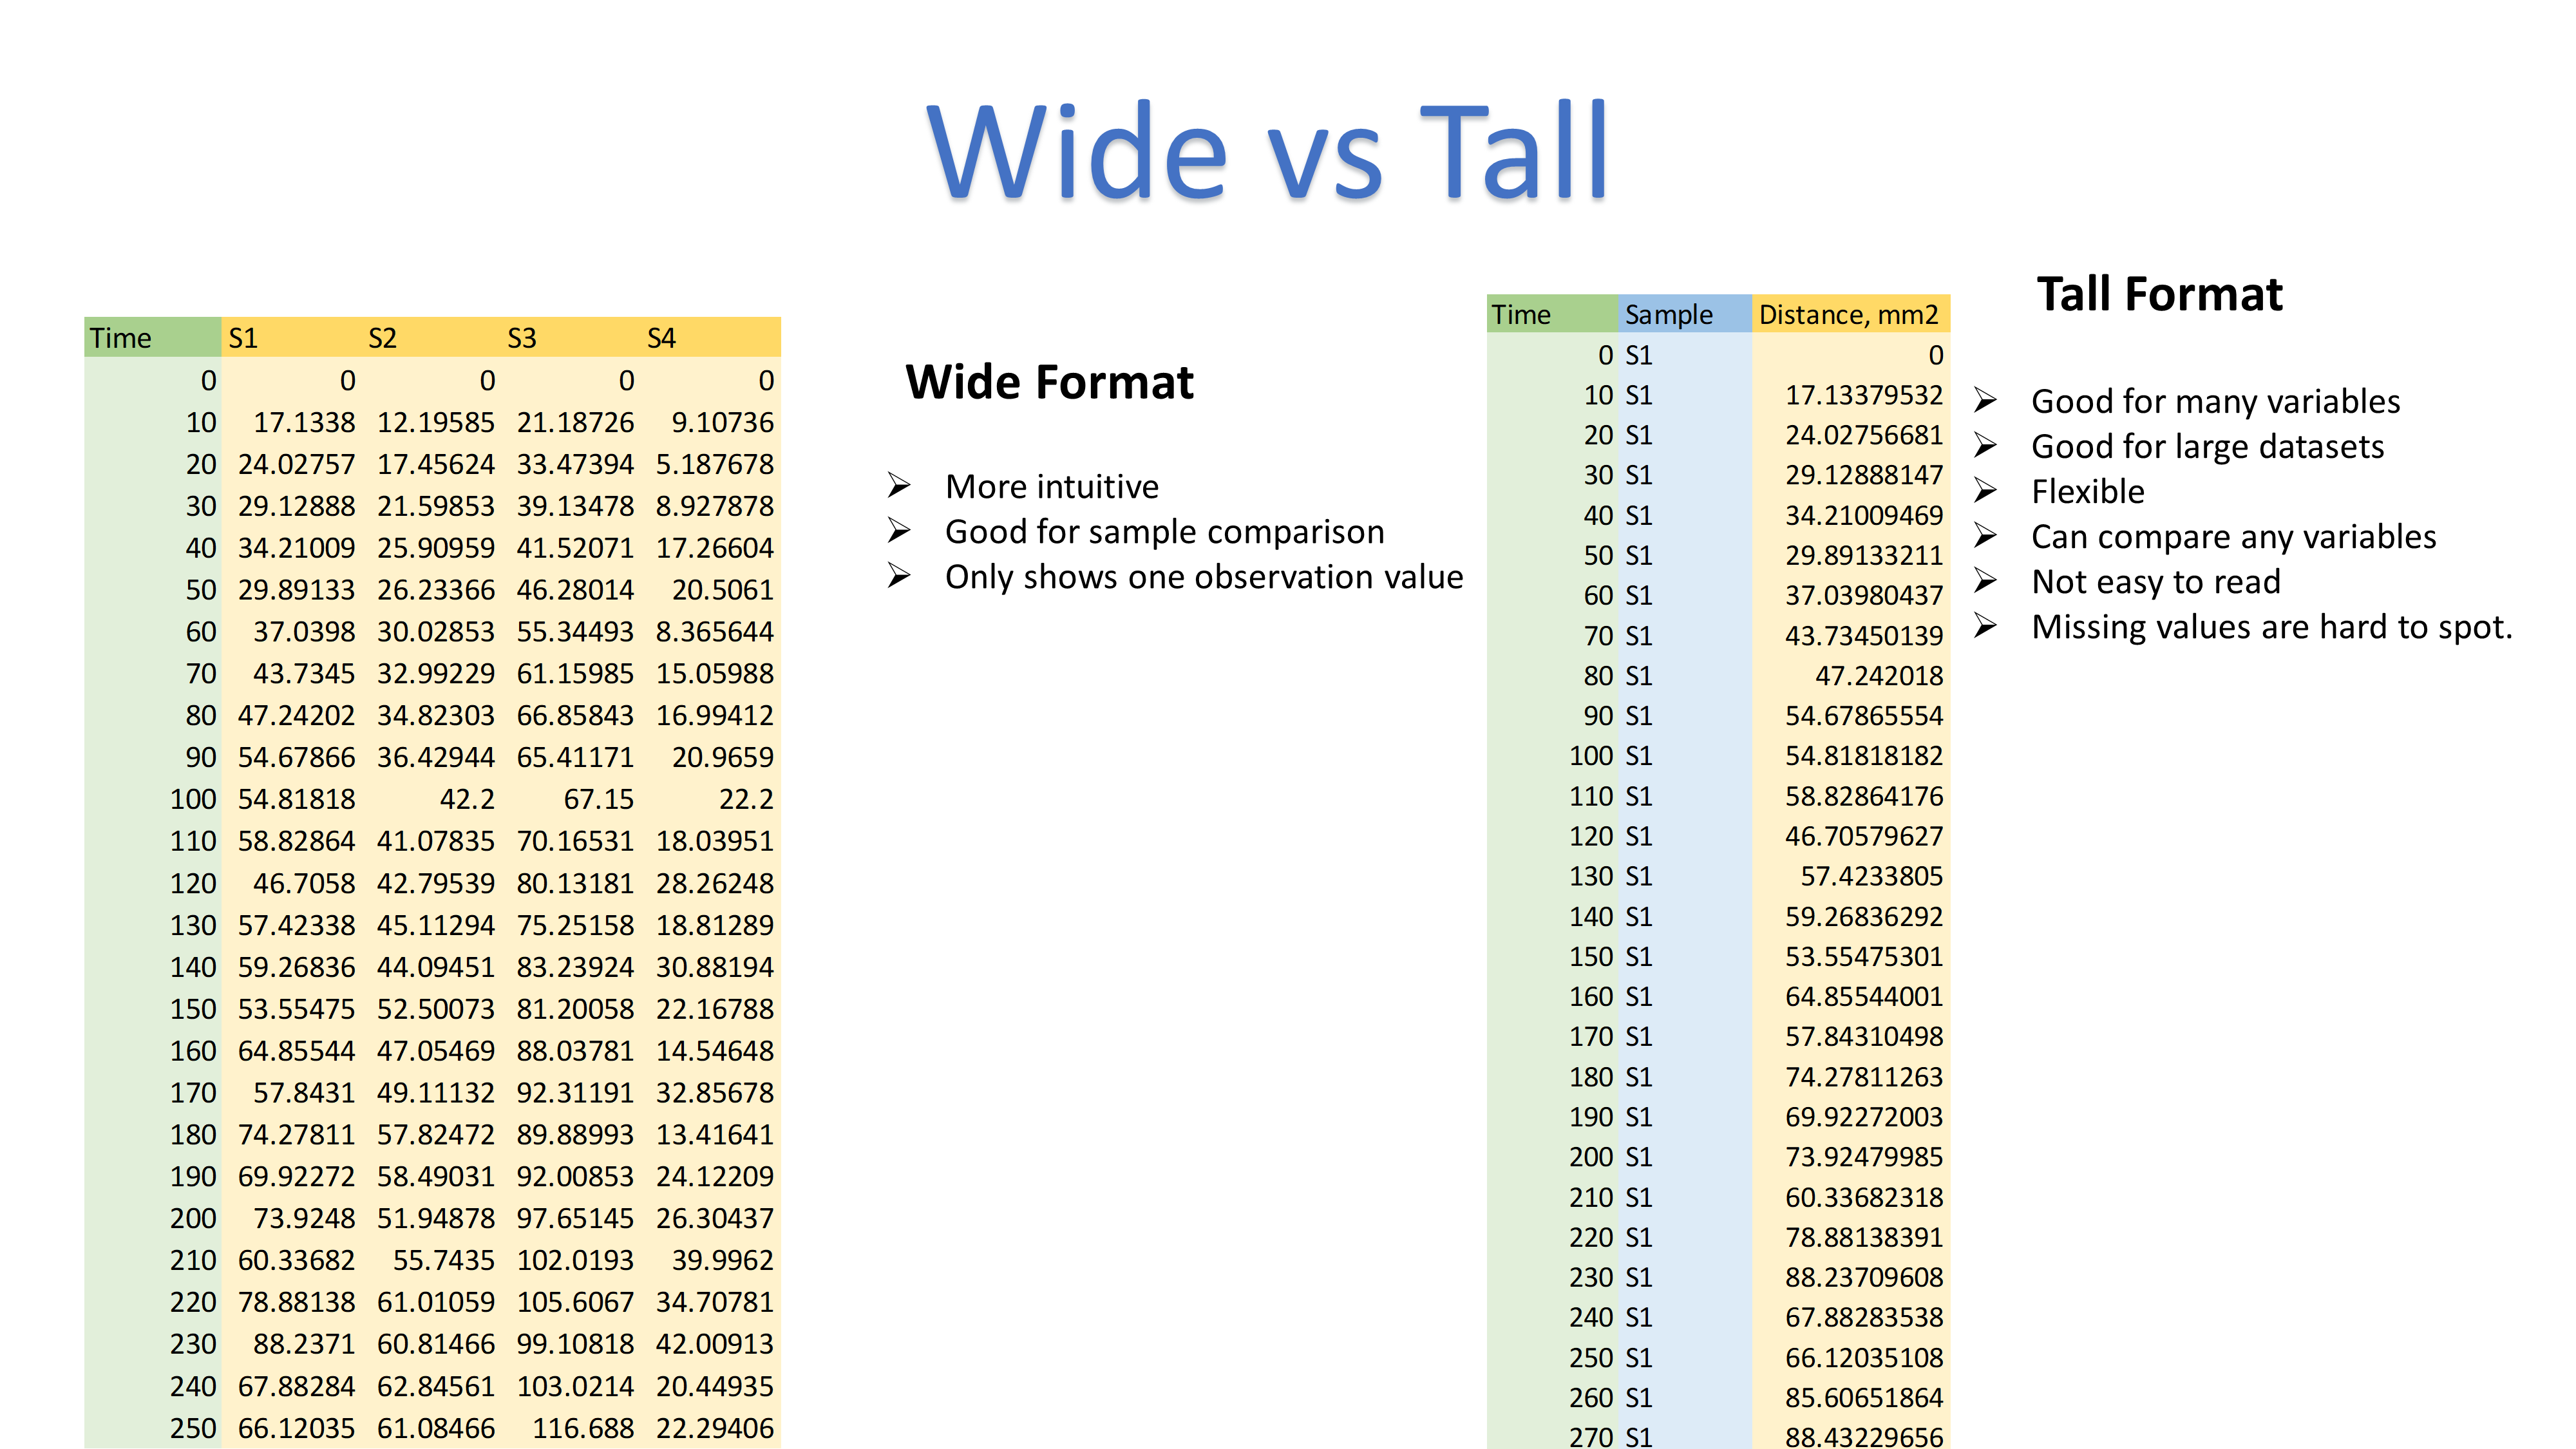 Wide vs Tall
Time S1 S2 S3 S4
0 0 0 0 0
10 17.1338 12.19585 21.18726 9.10736
20 24.02757 17.45624 33.47394 5.187678
30 29.12888 21.59853 39.13478 8.927878
40 34.21009 25.90959 41.52071 17.26604
50 29.89133 26.23366 46.28014 20.5061
60 37.0398 30.02853 55.34493 8.365644
70 43.7345 32.99229 61.15985 15.05988
80 47.24202 34.82303 66.85843 16.99412
90 54.67866 36.42944 65.41171 20.9659
100 54.81818 42.2 67.15 22.2
110 58.82864 41.07835 70.16531 18.03951
120 46.7058 42.79539 80.13181 28.26248
130 57.42338 45.11294 75.25158 18.81289
140 59.26836 44.09451 83.23924 30.88194
150 53.55475 52.50073 81.20058 22.16788
160 64.85544 47.05469 88.03781 14.54648
170 57.8431 49.11132 92.31191 32.85678
180 74.27811 57.82472 89.88993 13.41641
190 69.92272 58.49031 92.00853 24.12209
200 73.9248 51.94878 97.65145 26.30437
210 60.33682 55.7435 102.0193 39.9962
220 78.88138 61.01059 105.6067 34.70781
230 88.2371 60.81466 99.10818 42.00913
240 67.88284 62.84561 103.0214 20.44935
250 66.12035 61.08466 116.688 22.29406
Wide Format
➢ More intuitive
➢ Good for sample comparison
➢ Only shows one observation value
Time Sample Distance, mm2
0 S1 0
10 S1 17.13379532
20 S1 24.02756681
30 S1 29.12888147
40 S1 34.21009469
50 S1 29.89133211
60 S1 37.03980437
70 S1 43.73450139
80 S1 47.242018
90 S1 54.67865554
100 S1 54.81818182
110 S1 58.82864176
120 S1 46.70579627
130 S1 57.4233805
140 S1 59.26836292
150 S1 53.55475301
160 S1 64.85544001
170 S1 57.84310498
180 S1 74.27811263
190 S1 69.92272003
200 S1 73.92479985
210 S1 60.33682318
220 S1 78.88138391
230 S1 88.23709608
240 S1 67.88283538
250 S1 66.12035108
260 S1 85.60651864
270 S1 88.43229656
Tall Format
➢ Good for many variables
➢ Good for large datasets
➢ Flexible
➢ Can compare any variables
➢ Not easy to read
➢ Missing values are hard to spot.